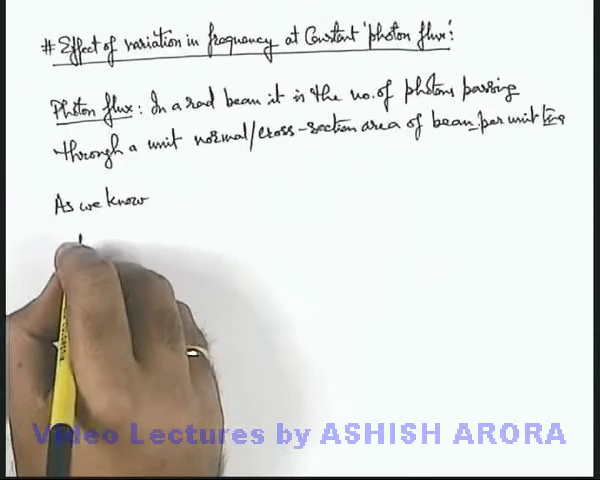 # Effect of variation in frequency at Constant 'photon flux':
Photon flux: In a rad beam it is the no. of photons passing
through a unit normal/cross-section area of beam per unit time
As we know
Video Lectures by ASHISH ARORA